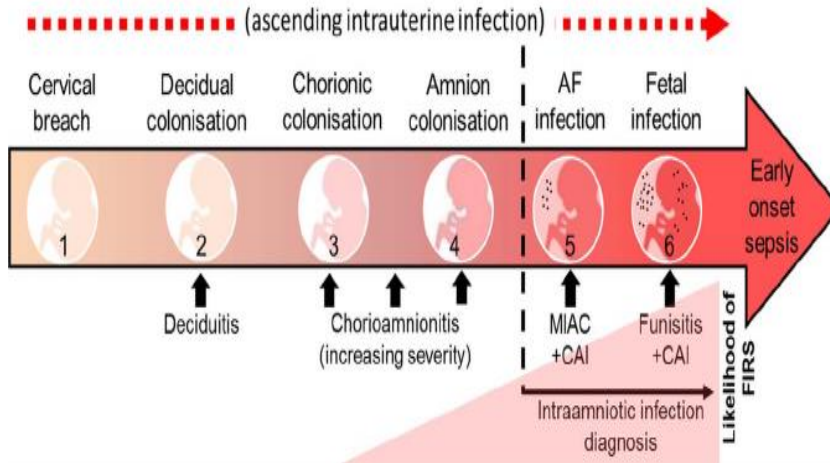 (ascending intrauterine infection)
Cervical
breach
Decidual
colonisation
Chorionic
colonisation
Amnion
colonisation
AF
infection
Fetal
infection
1
2
3
4
5
6
Early
onset
sepsis
Deciduitis
Chorioamnionitis
(increasing severity)
MIAC
+CAI
Funisitis
+CAI
Intraamniotic infection
diagnosis
Likelihood of
FIRS